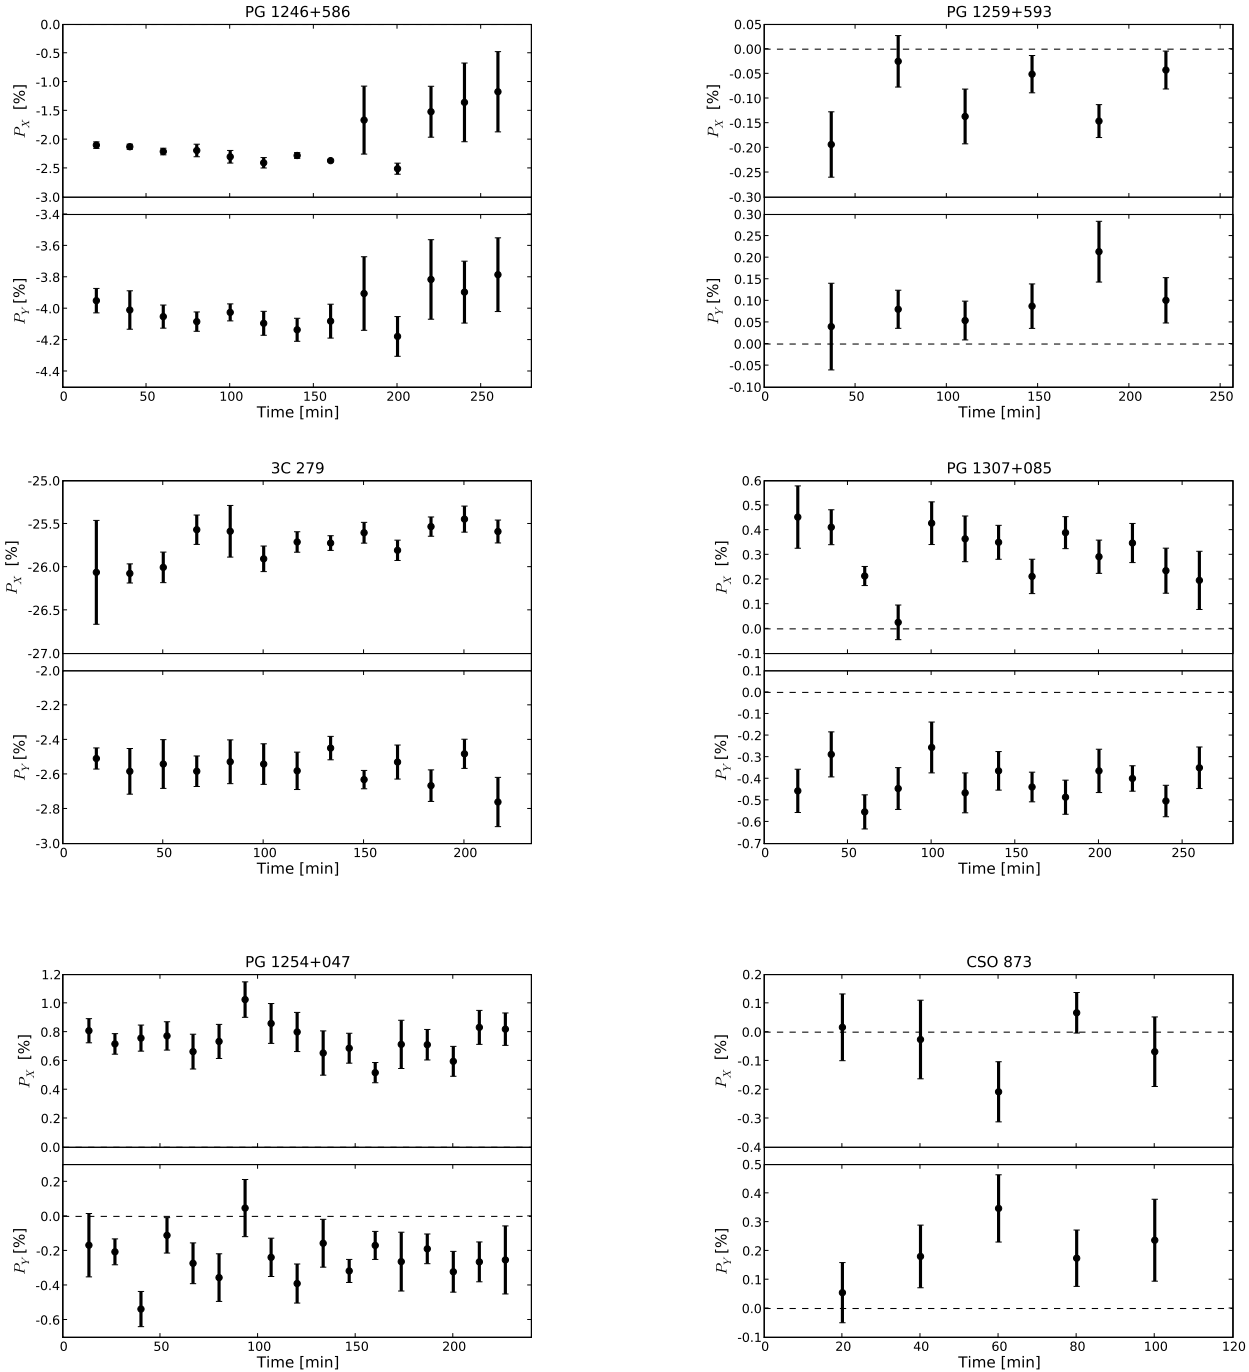 PG 1246+586
0.0
-0.5
-1.0
-1.5
-2.0
-2.5
-3.0
P_X [%]
-3.4
-3.6
-3.8
-4.0
-4.2
-4.4
P_Y [%]
0 50 100 150 200 250
Time [min]
PG 1259+593
0.05
0.00
-0.05
-0.10
-0.15
-0.20
-0.25
-0.30
P_X [%]
0.30
0.25
0.20
0.15
0.10
0.05
0.00
-0.05
-0.10
P_Y [%]
0 50 100 150 200 250
Time [min]
3C 279
-25.0
-25.5
-26.0
-26.5
-27.0
P_X [%]
-2.0
-2.2
-2.4
-2.6
-2.8
-3.0
P_Y [%]
0 50 100 150 200
Time [min]
PG 1307+085
0.6
0.5
0.4
0.3
0.2
0.1
0.0
-0.1
P_X [%]
0.1
0.0
-0.1
-0.2
-0.3
-0.4
-0.5
-0.6
-0.7
P_Y [%]
0 50 100 150 200 250
Time [min]
PG 1254+047
1.2
1.0
0.8
0.6
0.4
0.2
0.0
P_X [%]
0.2
0.0
-0.2
-0.4
-0.6
P_Y [%]
0 50 100 150 200
Time [min]
CSO 873
0.2
0.1
0.0
-0.1
-0.2
-0.3
-0.4
P_X [%]
0.5
0.4
0.3
0.2
0.1
0.0
-0.1
P_Y [%]
0 20 40 60 80 100 120
Time [min]